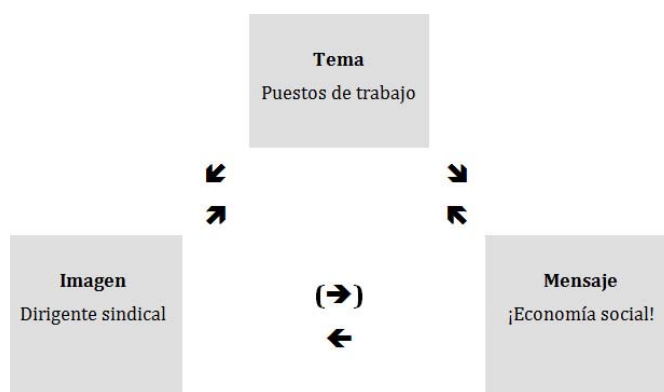 Tema
Puestos de trabajo
Imagen
Dirigente sindical
(➔)
Mensaje
¡Economía social!